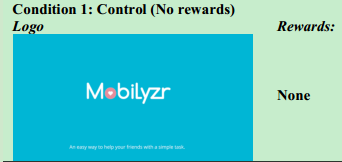 Condition 1: Control (No rewards)
Logo
Rewards:
Mobilyzr
None
An easy way to help your friends with a simple task.